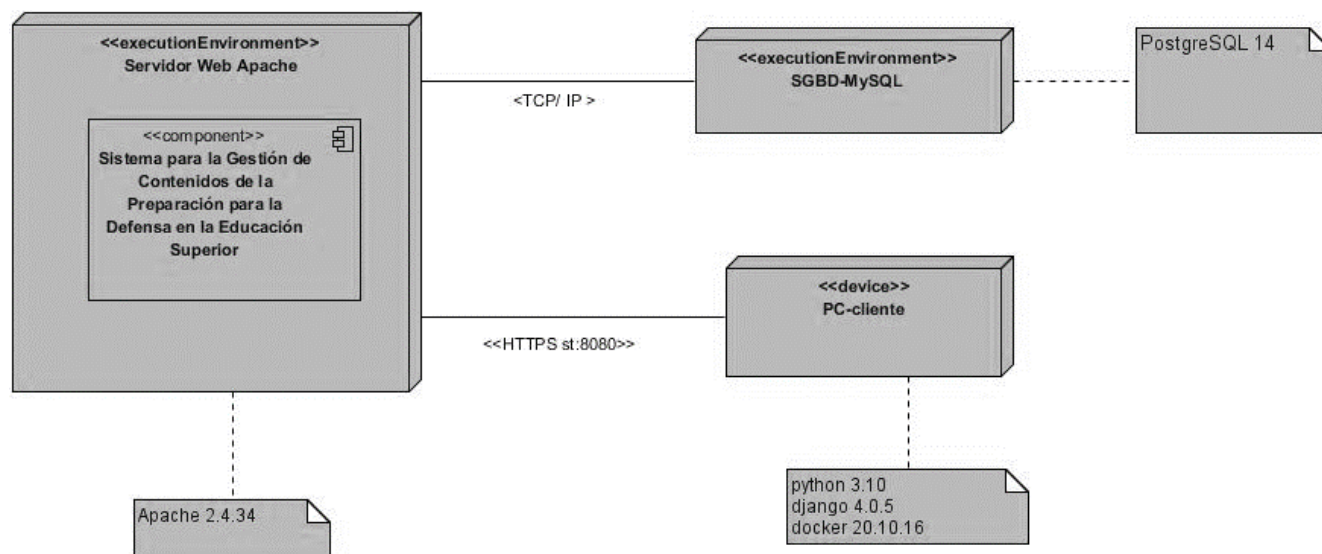 <<executionEnvironment>>
Servidor Web Apache
<<component>>
Sistema para la Gestión de
Contenidos de la
Preparación para la
Defensa en la Educación
Superior
<TCP/ IP >
<<executionEnvironment>>
SGBD-MySQL
PostgreSQL 14
<<HTTPS st:8080>>
<<device>>
PC-cliente
Apache 2.4.34
python 3.10
django 4.0.5
docker 20.10.16